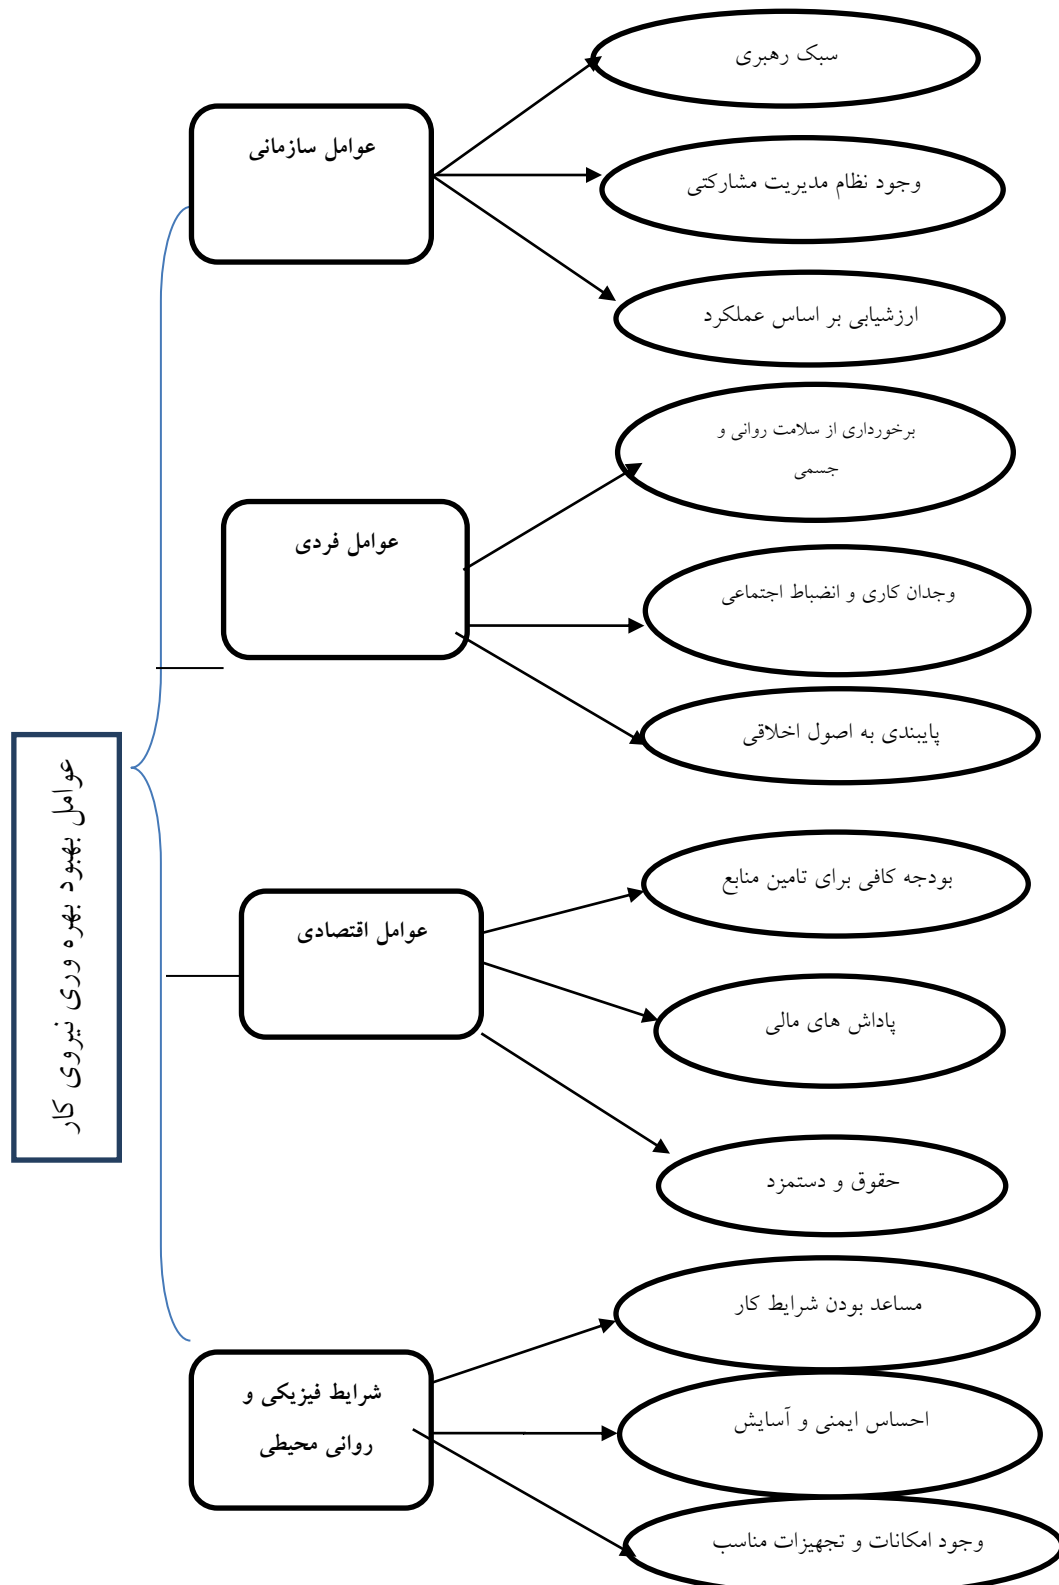 عوامل بهبود بهره وری نیروی کار
عوامل سازمانی
سبک رهبری
وجود نظام مدیریت مشارکتی
ارزشیابی بر اساس عملکرد
عوامل فردی
برخورداری از سلامت روانی و
جسمی
وجدان کاری و انضباط اجتماعی
پایبندی به اصول اخلاقی
عوامل اقتصادی
بودجه کافی برای تامین منابع
پاداش های مالی
حقوق و دستمزد
شرایط فیزیکی و
روانی محیطی
مساعد بودن شرایط کار
احساس ایمنی و آسایش
وجود امکانات و تجهیزات مناسب